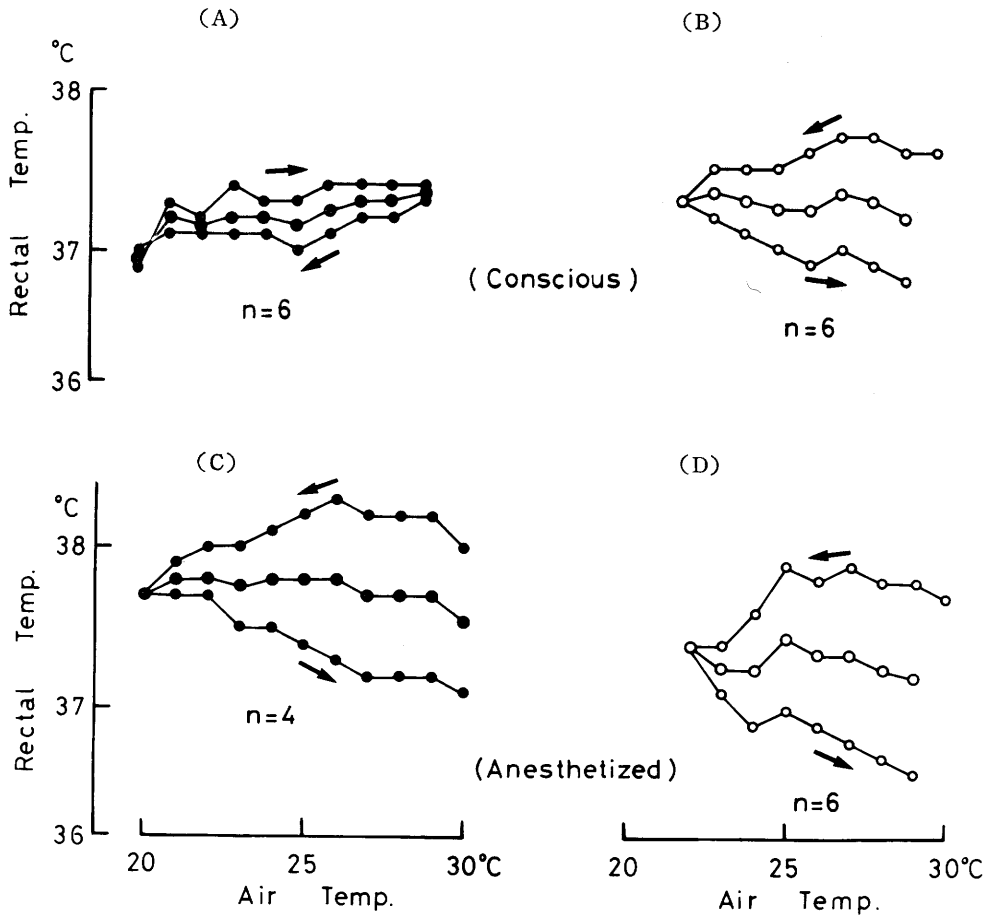 (A)
(B)
°C
38
37
36
Rectal Temp.
n=6
(Conscious)
n=6
(C)
(D)
°C
38
37
36
Rectal Temp.
n=4
(Anesthetized)
n=6
20 25 30°C
Air Temp.
20 25 30°C
Air Temp.